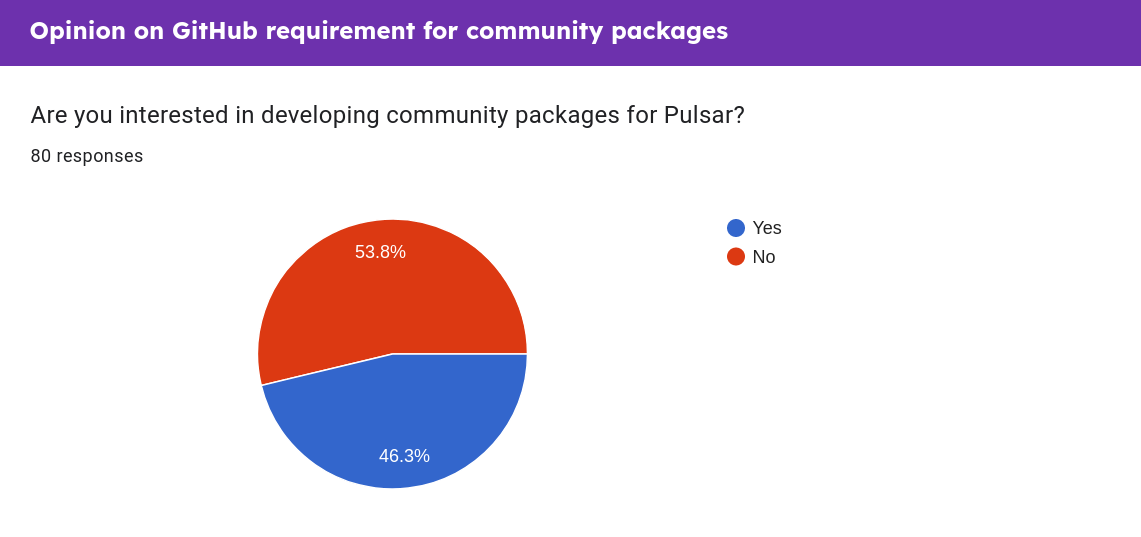 Opinion on GitHub requirement for community packages
Are you interested in developing community packages for Pulsar?
80 responses
Yes
No
53.8%
46.3%